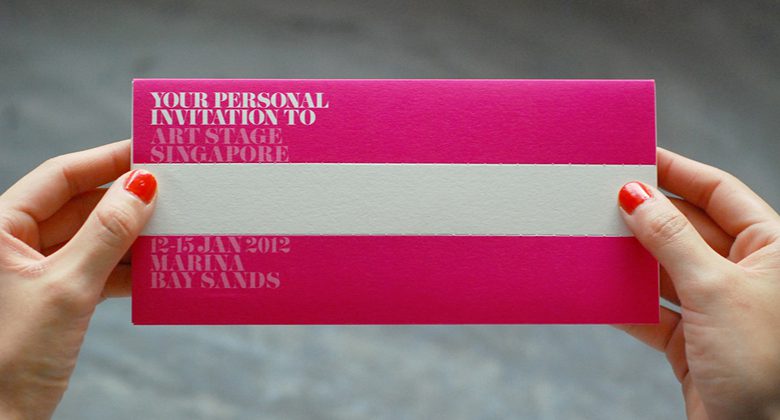 YOUR PERSONAL
INVITATION TO
ART STAGE
SINGAPORE
12-15 JAN 2012
MARINA
BAY SANDS